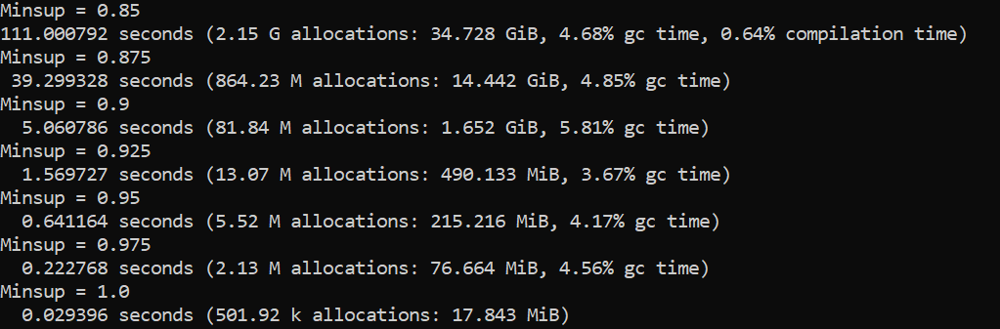 Minsup = 0.85
111.000792 seconds (2.15 G allocations: 34.728 GiB, 4.68% gc time, 0.64% compilation time)
Minsup = 0.875
39.299328 seconds (864.23 M allocations: 14.442 GiB, 4.85% gc time)
Minsup = 0.9
5.060786 seconds (81.84 M allocations: 1.652 GiB, 5.81% gc time)
Minsup = 0.925
1.569727 seconds (13.07 M allocations: 490.133 MiB, 3.67% gc time)
Minsup = 0.95
0.641164 seconds (5.52 M allocations: 215.216 MiB, 4.17% gc time)
Minsup = 0.975
0.222768 seconds (2.13 M allocations: 76.664 MiB, 4.56% gc time)
Minsup = 1.0
0.029396 seconds (501.92 k allocations: 17.843 MiB)